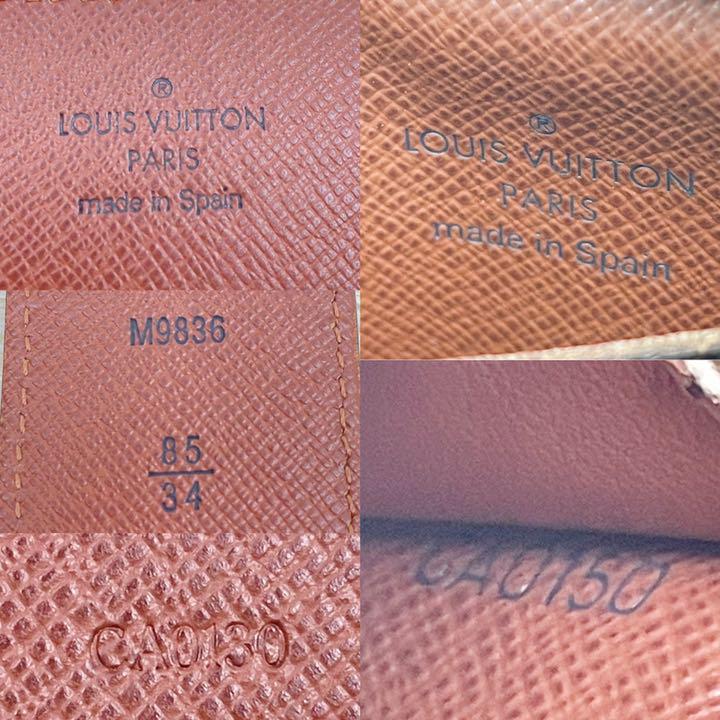 ®
LOUIS VUITTON
PARIS
made in Spain
®
LOUIS VUITTON
PARIS
made in Spain
M9836
85
34
CA0130
CA0150